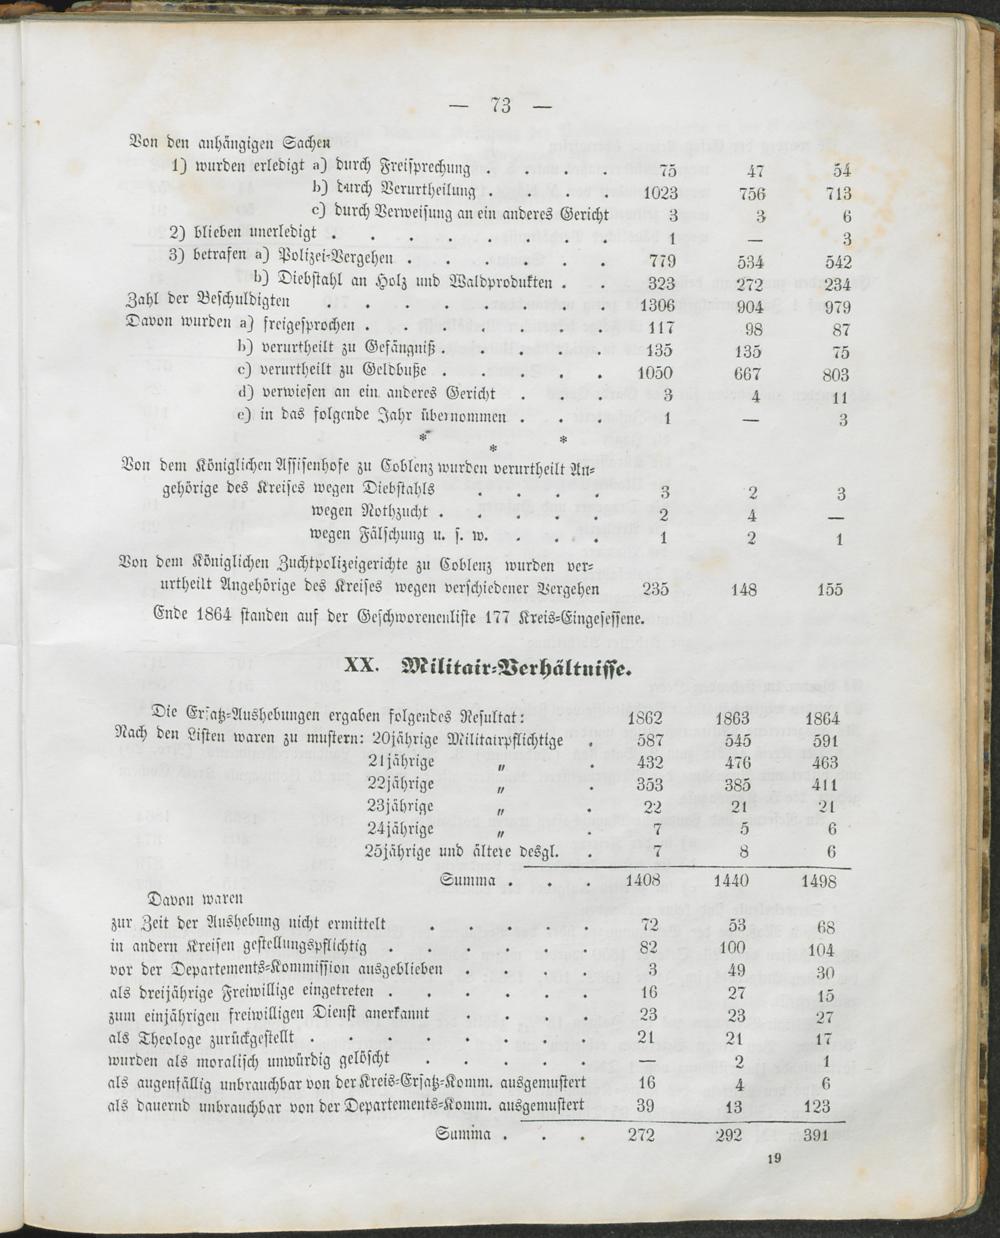 — 73 —
Von den anhängigen Sachen
1) wurden erledigt a) durch Freisprechung . . . . 75 47 54
b) durch Verurtheilung . . . . 1023 756 713
c) durch Verweisung an ein anderes Gericht 3 3 6
2) blieben unerledigt . . . . . . . . 1 — 3
3) betrafen a) Polizei-Vergehen . . . . . . 779 534 542
b) Diebstahl an Holz und Waldprodukten . . 323 272 234
Zahl der Beschuldigten . . . . . . . 1306 904 979
Davon wurden a) freigesprochen . . . . . . . 117 98 87
b) verurtheilt zu Gefängniß . . . . . 135 135 75
c) verurtheilt zu Geldbuße . . . . . 1050 667 803
d) verwiesen an ein anderes Gericht . . . 3 4 11
e) in das folgende Jahr übernommen . . . 1 — 3
* * *
Von dem Königlichen Assisenhofe zu Coblenz wurden verurtheilt An-
gehörige des Kreises wegen Diebstahls . . . . 3 2 3
wegen Nothzucht . . . . . 2 4 —
wegen Fälschung u. s. w. . . . 1 2 1
Von dem Königlichen Zuchtpolizeigerichte zu Coblenz wurden ver-
urtheilt Angehörige des Kreises wegen verschiedener Vergehen 235 148 155
Ende 1864 standen auf der Geschworenenliste 177 Kreis-Eingesessene.
XX. Militair-Verhältnisse.
Die Ersatz-Aushebungen ergaben folgendes Resultat: 1862 1863 1864
Nach den Listen waren zu mustern: 20jährige Militairpflichtige . 587 545 591
21jährige „ . 432 476 463
22jährige „ . 353 385 411
23jährige „ . 22 21 21
24jährige „ . 7 5 6
25jährige und ältere desgl. . 7 8 6
Summa . . . 1408 1440 1498
Davon waren
zur Zeit der Aushebung nicht ermittelt . . . . . 72 53 68
in andern Kreisen gestellungspflichtig . . . . . . 82 100 104
vor der Departements-Kommission ausgeblieben . . . . 3 49 30
als dreijährige Freiwillige eingetreten . . . . . . 16 27 15
zum einjährigen freiwilligen Dienst anerkannt . . . . . 23 23 27
als Theologe zurückgestellt . . . . . . 21 21 17
wurden als moralisch unwürdig gelöscht . . . . . — 2 1
als augenfällig unbrauchbar von der Kreis-Ersatz-Komm. ausgemustert 16 4 6
als dauernd unbrauchbar von der Departements-Komm. ausgemustert 39 13 123
Summa . . . 272 292 391
19